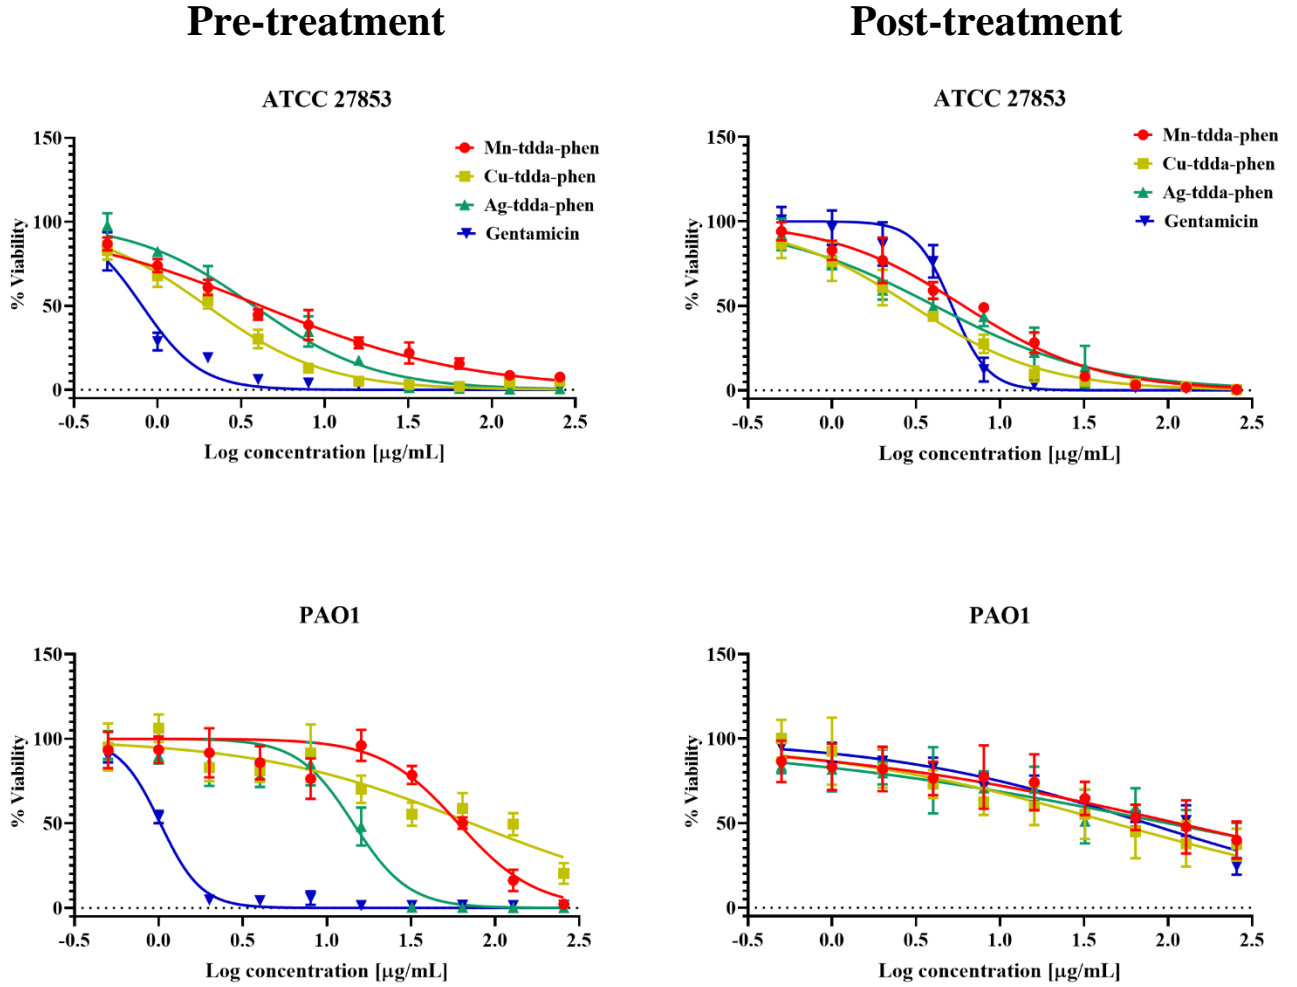 Pre-treatment
Post-treatment
ATCC 27853
150
100
50
0
-0.5 0.0 0.5 1.0 1.5 2.0 2.5
% Viability
Log concentration [μg/mL]
Mn-tdda-phen
Cu-tdda-phen
Ag-tdda-phen
Gentamicin
ATCC 27853
150
100
50
0
-0.5 0.0 0.5 1.0 1.5 2.0 2.5
% Viability
Log concentration [μg/mL]
Mn-tdda-phen
Cu-tdda-phen
Ag-tdda-phen
Gentamicin
PAO1
150
100
50
0
-0.5 0.0 0.5 1.0 1.5 2.0 2.5
% Viability
Log concentration [μg/mL]
PAO1
150
100
50
0
-0.5 0.0 0.5 1.0 1.5 2.0 2.5
% Viability
Log concentration [μg/mL]